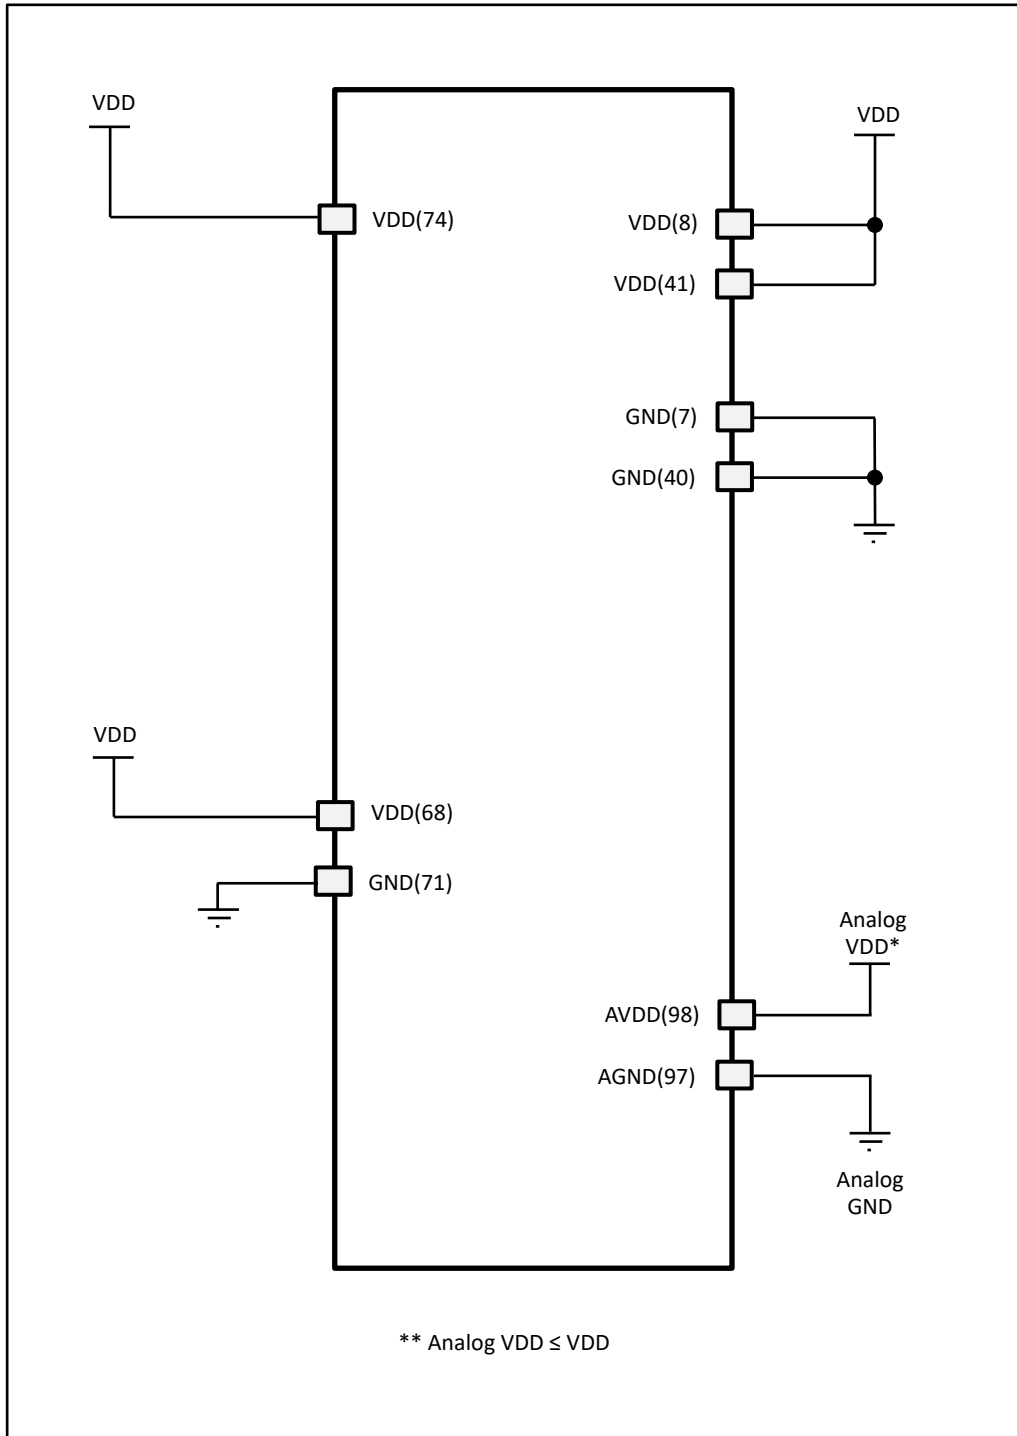 VDD
VDD
VDD(74)
VDD(8)
VDD(41)
GND(7)
GND(40)
VDD
VDD(68)
GND(71)
Analog
VDD*
AVDD(98)
AGND(97)
Analog
GND
** Analog VDD ≤ VDD